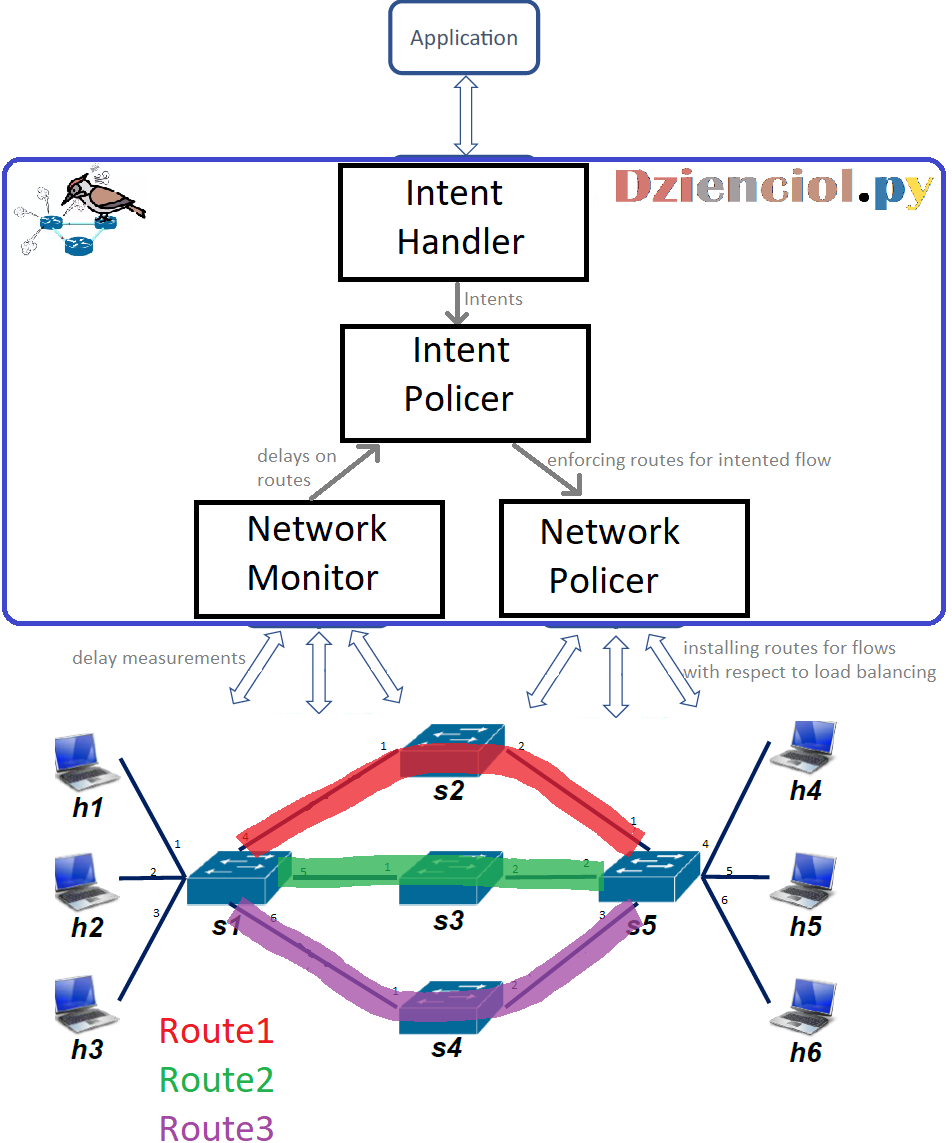 Application
Dzienciol.py
Intent
Handler
Intents
Intent
Policer
delays on
routes
enforcing routes for intented flow
Network
Monitor
Network
Policer
delay measurements
installing routes for flows
with respect to load balancing
1
2
s2
h1
h4
4
1
1
4
2
5
1
2
2
5
3
6
h2
s1
s3
s5
h5
6
3
1
2
h3
s4
h6
Route1
Route2
Route3